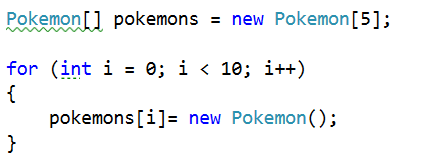 Pokemon[] pokemons = new Pokemon[5];
for (int i = 0; i < 10; i++)
{
    pokemons[i]= new Pokemon();
}